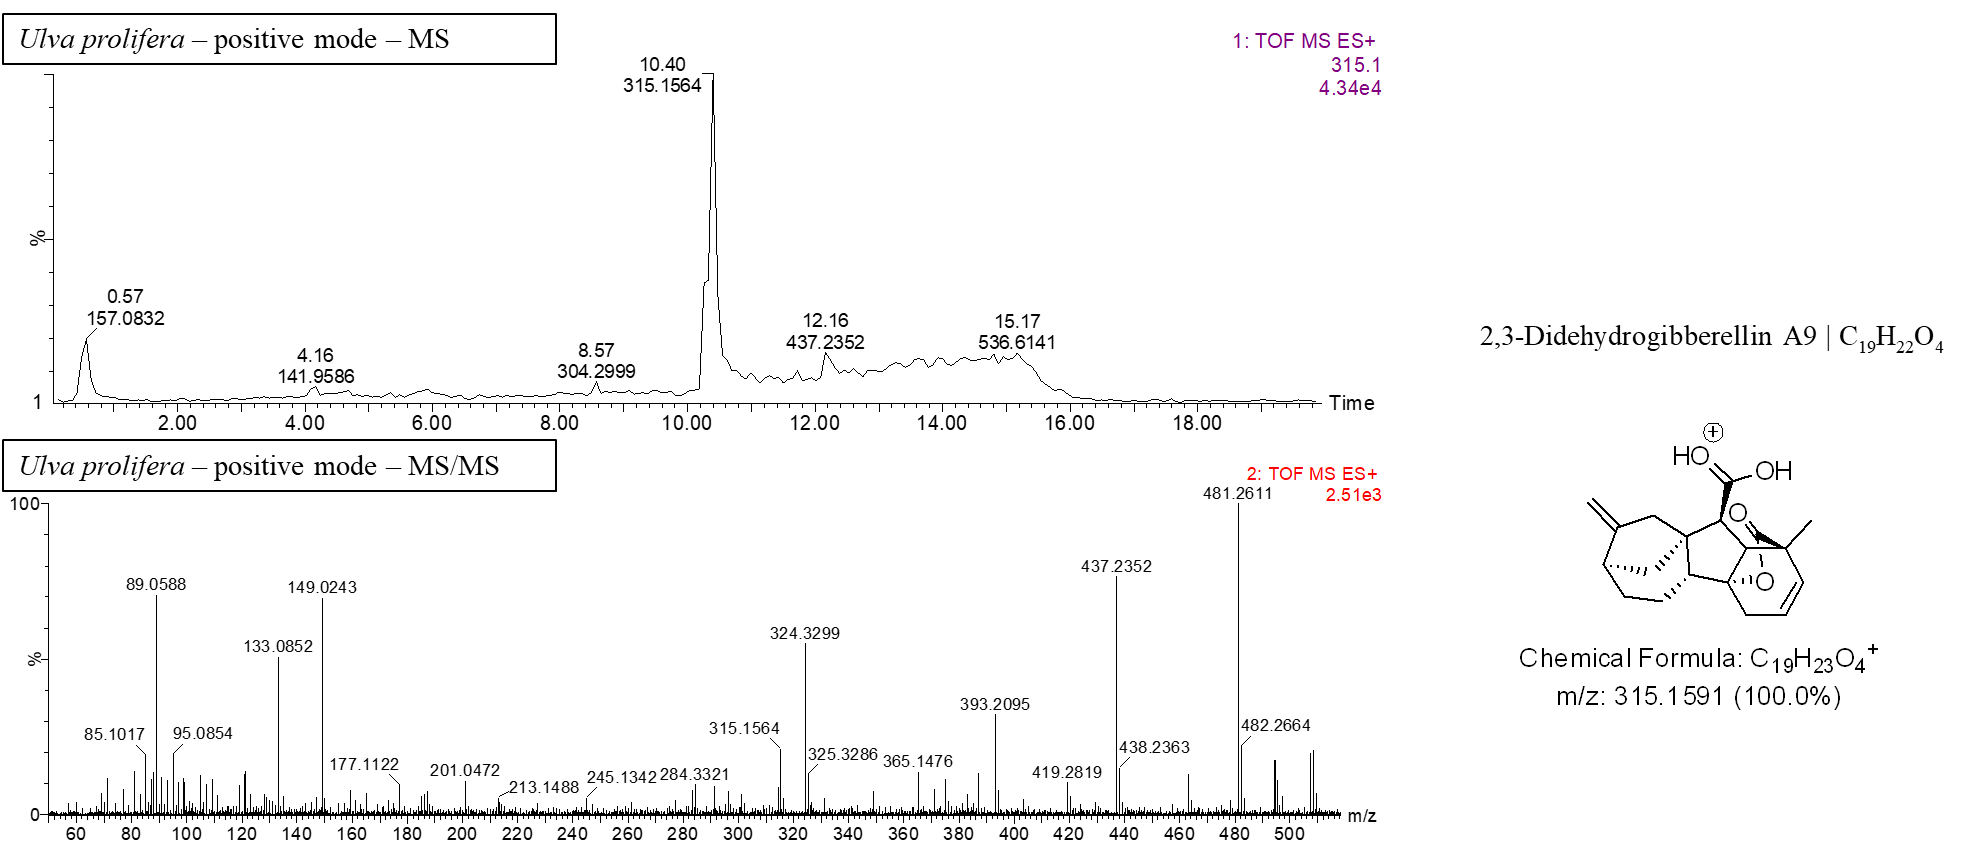 Ulva prolifera – positive mode – MS
1: TOF MS ES+
315.1
4.34e4
10.40
315.1564
0.57
157.0832
4.16
141.9586
8.57
304.2999
12.16
437.2352
15.17
536.6141
%
1
Time
2.00 4.00 6.00 8.00 10.00 12.00 14.00 16.00 18.00
Ulva prolifera – positive mode – MS/MS
2: TOF MS ES+
2.51e3
100
481.2611
437.2352
89.0588
149.0243
133.0852
324.3299
393.2095
85.1017
95.0854
315.1564
325.3286
482.2664
438.2363
177.1122
201.0472
213.1488
245.1342
284.3321
365.1476
419.2819
%
0
m/z
60 80 100 120 140 160 180 200 220 240 260 280 300 320 340 360 380 400 420 440 460 480 500
2,3-Didehydrogibberellin A9 | C19H22O4
+
HO
OH
O
O
Chemical Formula: C19H23O4+
m/z: 315.1591 (100.0%)